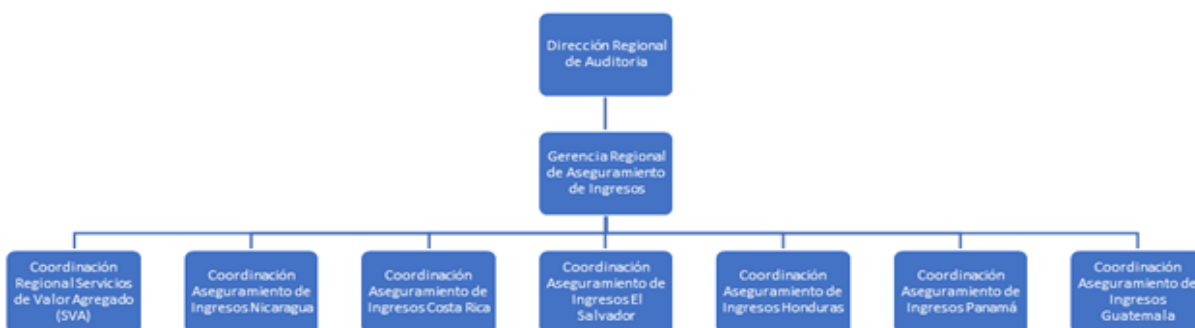 Dirección Regional
de Auditoria
Gerencia Regional
de Aseguramiento
de Ingresos
Coordinación
Regional Servicios
de Valor Agregado
(SVA)
Coordinación
Aseguramiento de
Ingresos Nicaragua
Coordinación
Aseguramiento de
Ingresos Costa Rica
Coordinación
Aseguramiento de
Ingresos El
Salvador
Coordinación
Aseguramiento de
Ingresos Honduras
Coordinación
Aseguramiento de
Ingresos Panamá
Coordinación
Aseguramiento de
Ingresos
Guatemala